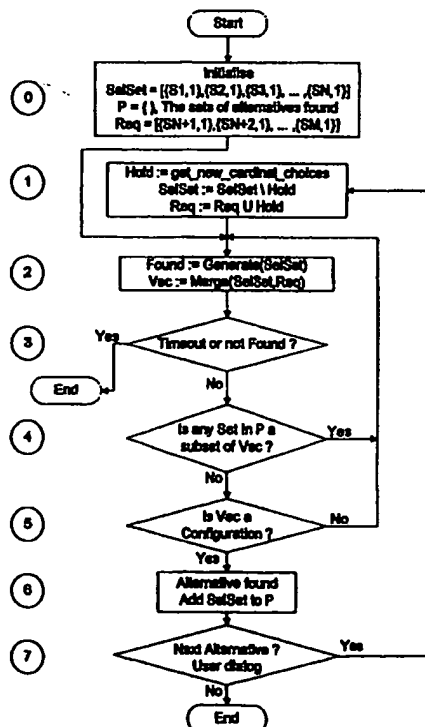 Start
0
Initialise
SelSet = [{S1,1},{S2,1},{S3,1}, ... ,{SN,1}]
P = { }, The sets of alternatives found
Req = [{SN+1,1},{SN+2,1}, ... ,{SM,1}]
1
Hold := get_new_cardinal_choices
SelSet := SelSet \ Hold
Req := Req U Hold
2
Found := Generate(SelSet)
Vec := Merge(SelSet,Req)
3
Timeout or not Found ?
Yes
No
End
4
Is any Set in P a
subset of Vec ?
Yes
No
5
Is Vec a
Configuration ?
No
Yes
6
Alternative found
Add SelSet to P
7
Next Alternative ?
User dialog
Yes
No
End